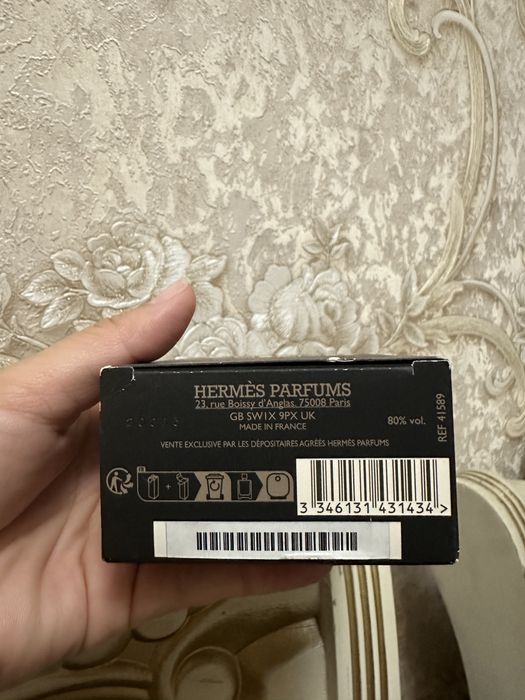 HERMÈS PARFUMS
23, rue Boissy d'Anglas, 75008 Paris
GB SW1X 9PX UK
MADE IN FRANCE
80% vol.
REF 41589
VENTE EXCLUSIVE PAR LES DÉPOSITAIRES AGRÉÉS HERMÈS PARFUMS
+
3 346131 431434 >